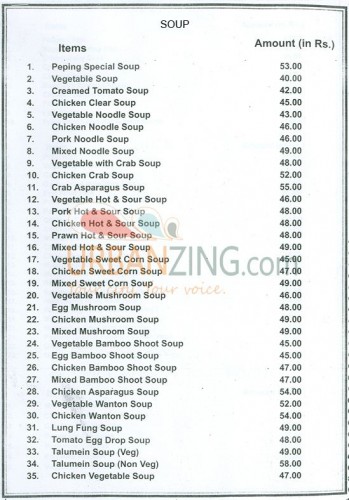 SOUP
Items Amount (in Rs.)
1. Peping Special Soup 53.00
2. Vegetable Soup 40.00
3. Creamed Tomato Soup 42.00
4. Chicken Clear Soup 45.00
5. Vegetable Noodle Soup 43.00
6. Chicken Noodle Soup 46.00
7. Pork Noodle Soup 46.00
8. Mixed Noodle Soup 49.00
9. Vegetable with Crab Soup 48.00
10. Chicken Crab Soup 52.00
11. Crab Asparagus Soup 55.00
12. Vegetable Hot & Sour Soup 46.00
13. Pork Hot & Sour Soup 48.00
14. Chicken Hot & Sour Soup 48.00
15. Prawn Hot & Sour Soup 48.00
16. Mixed Hot & Sour Soup 49.00
URBANZING.com
17. Vegetable Sweet Corn Soup 45.00
18. Chicken Sweet Corn Soup 47.00
19. Mixed Sweet Corn Soup 49.00
your city. your voice.
20. Vegetable Mushroom Soup 46.00
21. Egg Mushroom Soup 48.00
22. Chicken Mushroom Soup 49.00
23. Mixed Mushroom Soup 49.00
24. Vegetable Bamboo Shoot Soup 45.00
25. Egg Bamboo Shoot Soup 45.00
26. Chicken Bamboo Shoot Soup 47.00
27. Mixed Bamboo Shoot Soup 47.00
28. Chicken Asparagus Soup 54.00
29. Vegetable Wanton Soup 52.00
30. Chicken Wanton Soup 54.00
31. Lung Fung Soup 49.00
32. Tomato Egg Drop Soup 48.00
33. Talumein Soup (Veg) 49.00
34. Talumein Soup (Non Veg) 58.00
35. Chicken Vegetable Soup 47.00